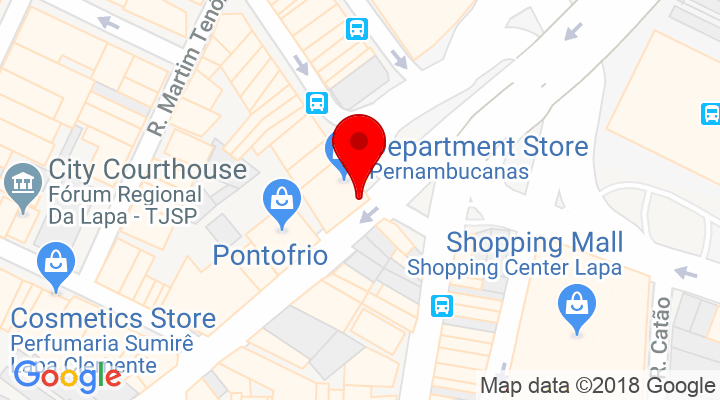 R. Martim Teno
Department Store
Pernambucanas
City Courthouse
Fórum Regional
Da Lapa - TJSP
Pontofrio
Shopping Mall
Shopping Center Lapa
Cosmetics Store
Perfumaria Sumirê
Lapa Clemente
R. Catão
Google
Map data ©2018 Google